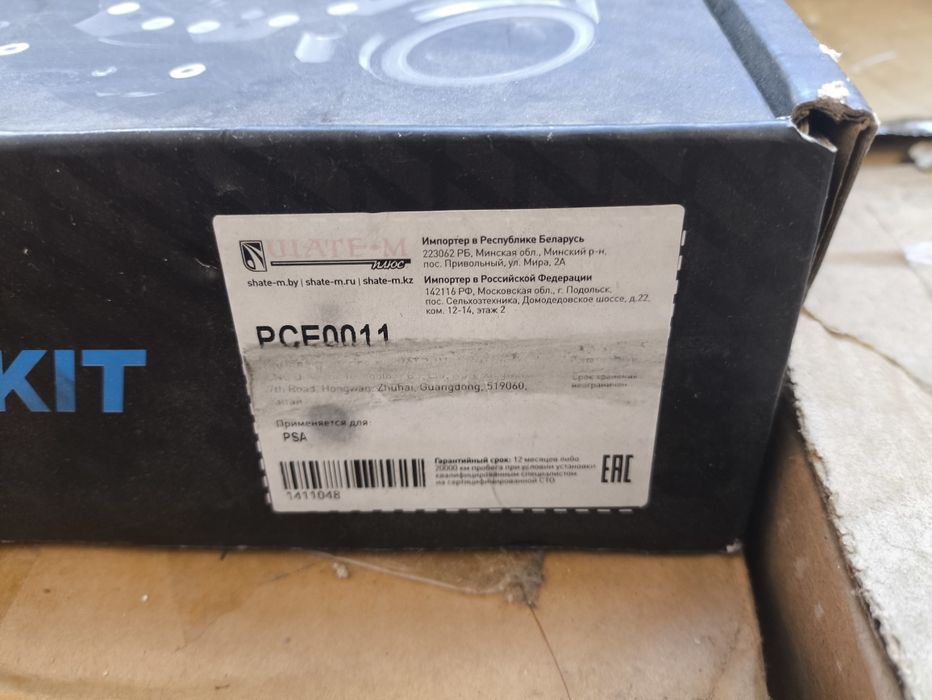 KIT
ШАТЕ-М
плюс
shate-m.by | shate-m.ru | shate-m.kz
Импортер в Республике Беларусь
223062 РБ, Минская обл., Минский р-н,
пос. Привольный, ул. Мира, 2А
Импортер в Российской Федерации
142116 РФ, Московская обл., г. Подольск,
пос. Сельхозтехника, Домодедовское шоссе, д.22,
ком. 12-14, этаж 2
PCE0011
7th Road, Hongwan, Zhuhai, Guangdong, 519060,
Срок хранения
неограничен
Применяется для:
PSA
1411048
Гарантийный срок: 12 месяцев либо
20000 км пробега при условии установки
квалифицированным специалистом
на сертифицированной СТО
EAC